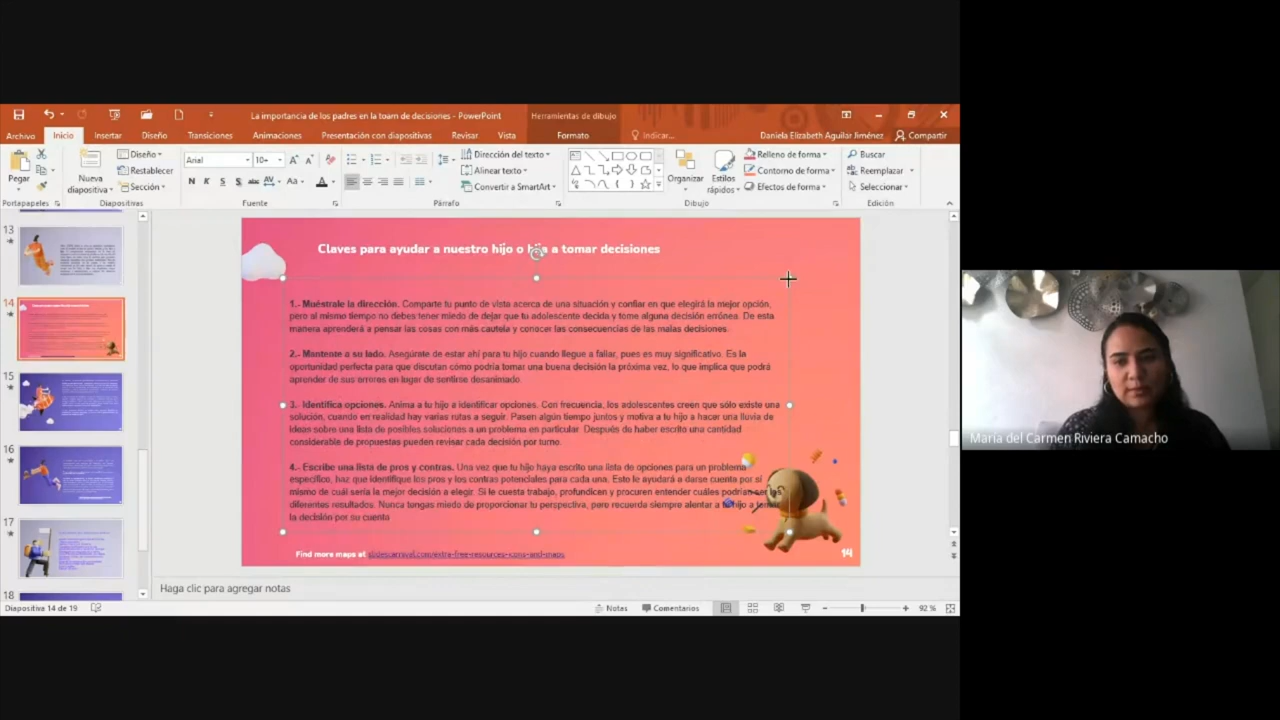 La importancia de los padres en la toam de decisiones - PowerPoint
Herramientas de dibujo
Archivo Inicio Insertar Diseño Transiciones Animaciones Presentación con diapositivas Revisar Vista Formato Indicar... Daniela Elizabeth Aguilar Jiménez Compartir
Pegar
Nueva diapositiva
Diseño
Restablecer
Sección
Arial 10+
N K S S abc AV Aa A
Dirección del texto
Alinear texto
Convertir a SmartArt
Organizar
Estilos rápidos
Relleno de forma
Contorno de forma
Efectos de forma
Buscar
Reemplazar
Seleccionar
Portapapeles Diapositivas Fuente Párrafo Dibujo Edición
13
14
15
16
17
18
Claves para ayudar a nuestro hijo o hija a tomar decisiones
1.- Muéstrale la dirección. Comparte tu punto de vista acerca de una situación y confiar en que elegirá la mejor opción,
pero al mismo tiempo no debes tener miedo de dejar que tu adolescente decida y tome alguna decisión errónea. De esta
manera aprenderá a pensar las cosas con más cautela y conocer las consecuencias de las malas decisiones.
2.- Mantente a su lado. Asegúrate de estar ahí para tu hijo cuando llegue a fallar, pues es muy significativo. Es la
oportunidad perfecta para que discutan cómo podría tomar una buena decisión la próxima vez, lo que implica que podrá
aprender de sus errores en lugar de sentirse desanimado.
3.- Identifica opciones. Anima a tu hijo a identificar opciones. Con frecuencia, los adolescentes creen que sólo existe una
solución, cuando en realidad hay varias rutas a seguir. Pasen algún tiempo juntos y motiva a tu hijo a hacer una lluvia de
ideas sobre una lista de posibles soluciones a un problema en particular. Después de haber escrito una cantidad
considerable de propuestas pueden revisar cada decisión por turno.
4.- Escribe una lista de pros y contras. Una vez que tu hijo haya escrito una lista de opciones para un problema
específico, haz que identifique los pros y los contras potenciales para cada una. Esto le ayudará a darse cuenta por sí
mismo de cuál sería la mejor decisión a elegir. Si le cuesta trabajo, profundicen y procuren entender cuáles podrían ser los
diferentes resultados. Nunca tengas miedo de proporcionar tu perspectiva, pero recuerda siempre alentar a tu hijo a tomar
la decisión por su cuenta
Find more maps at slidescarnival.com/extra-free-resources-icons-and-maps
14
Haga clic para agregar notas
Diapositiva 14 de 19 Notas Comentarios 92 %
María del Carmen Riviera Camacho